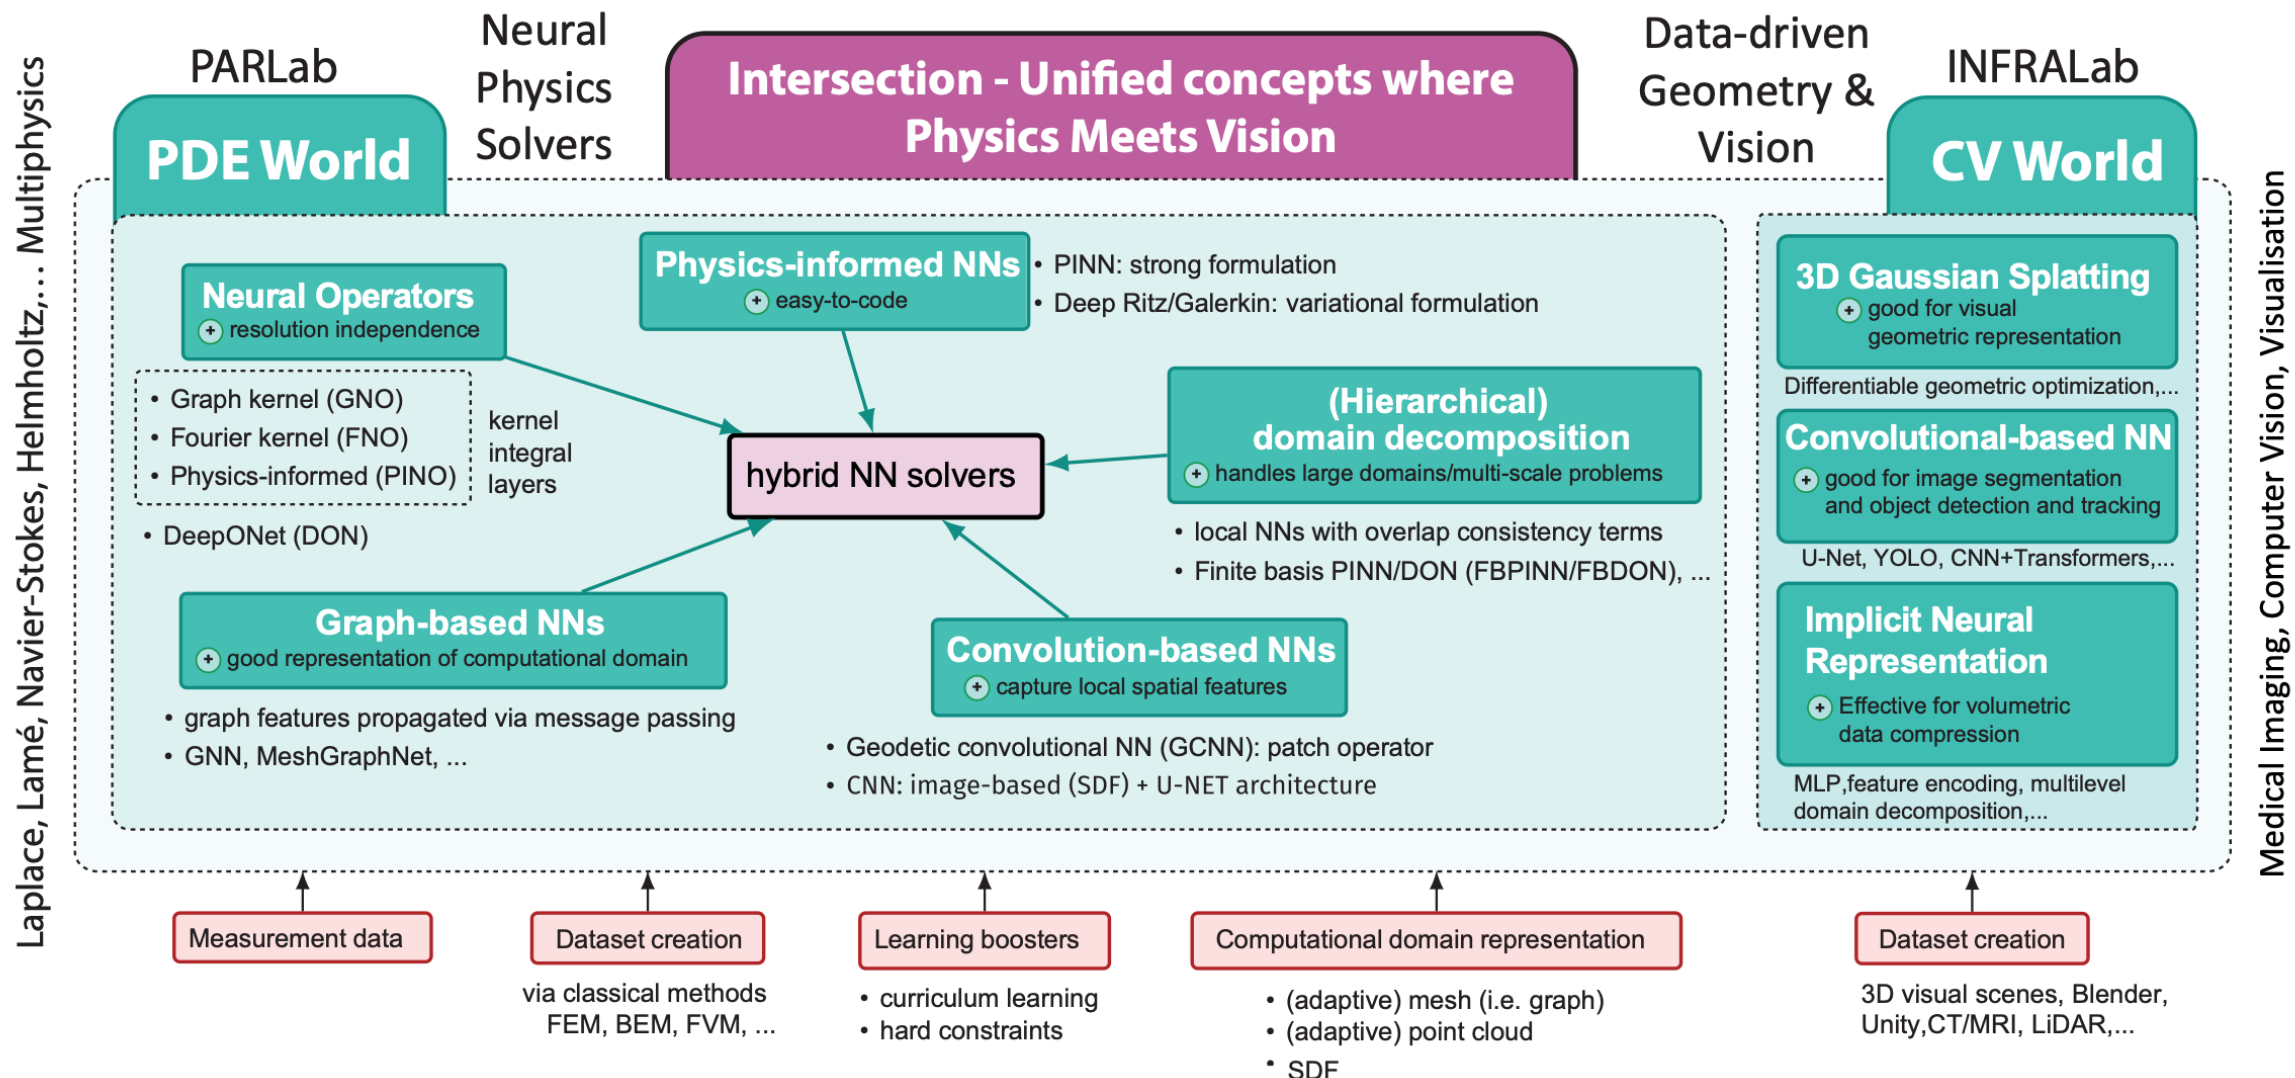 PARLab
PDE World
Neural
Physics
Solvers
Intersection - Unified concepts where
Physics Meets Vision
Data-driven
Geometry &
Vision
INFRALab
CV World
Laplace, Lamé, Navier-Stokes, Helmholtz,... Multiphysics
Neural Operators
+ resolution independence
• Graph kernel (GNO)
• Fourier kernel (FNO)
• Physics-informed (PINO)
kernel
integral
layers
• DeepONet (DON)
Physics-informed NNs
+ easy-to-code
• PINN: strong formulation
• Deep Ritz/Galerkin: variational formulation
hybrid NN solvers
(Hierarchical)
domain decomposition
+ handles large domains/multi-scale problems
• local NNs with overlap consistency terms
• Finite basis PINN/DON (FBPINN/FBDON), ...
Graph-based NNs
+ good representation of computational domain
• graph features propagated via message passing
• GNN, MeshGraphNet, ...
Convolution-based NNs
+ capture local spatial features
• Geodetic convolutional NN (GCNN): patch operator
• CNN: image-based (SDF) + U-NET architecture
3D Gaussian Splatting
+ good for visual
geometric representation
Differentiable geometric optimization,...
Convolutional-based NN
+ good for image segmentation
and object detection and tracking
U-Net, YOLO, CNN+Transformers,...
Implicit Neural
Representation
+ Effective for volumetric
data compression
MLP,feature encoding, multilevel
domain decomposition,...
Medical Imaging, Computer Vision, Visualisation
Measurement data
Dataset creation
via classical methods
FEM, BEM, FVM, ...
Learning boosters
• curriculum learning
• hard constraints
Computational domain representation
• (adaptive) mesh (i.e. graph)
• (adaptive) point cloud
• SDF
Dataset creation
3D visual scenes, Blender,
Unity,CT/MRI, LiDAR,...